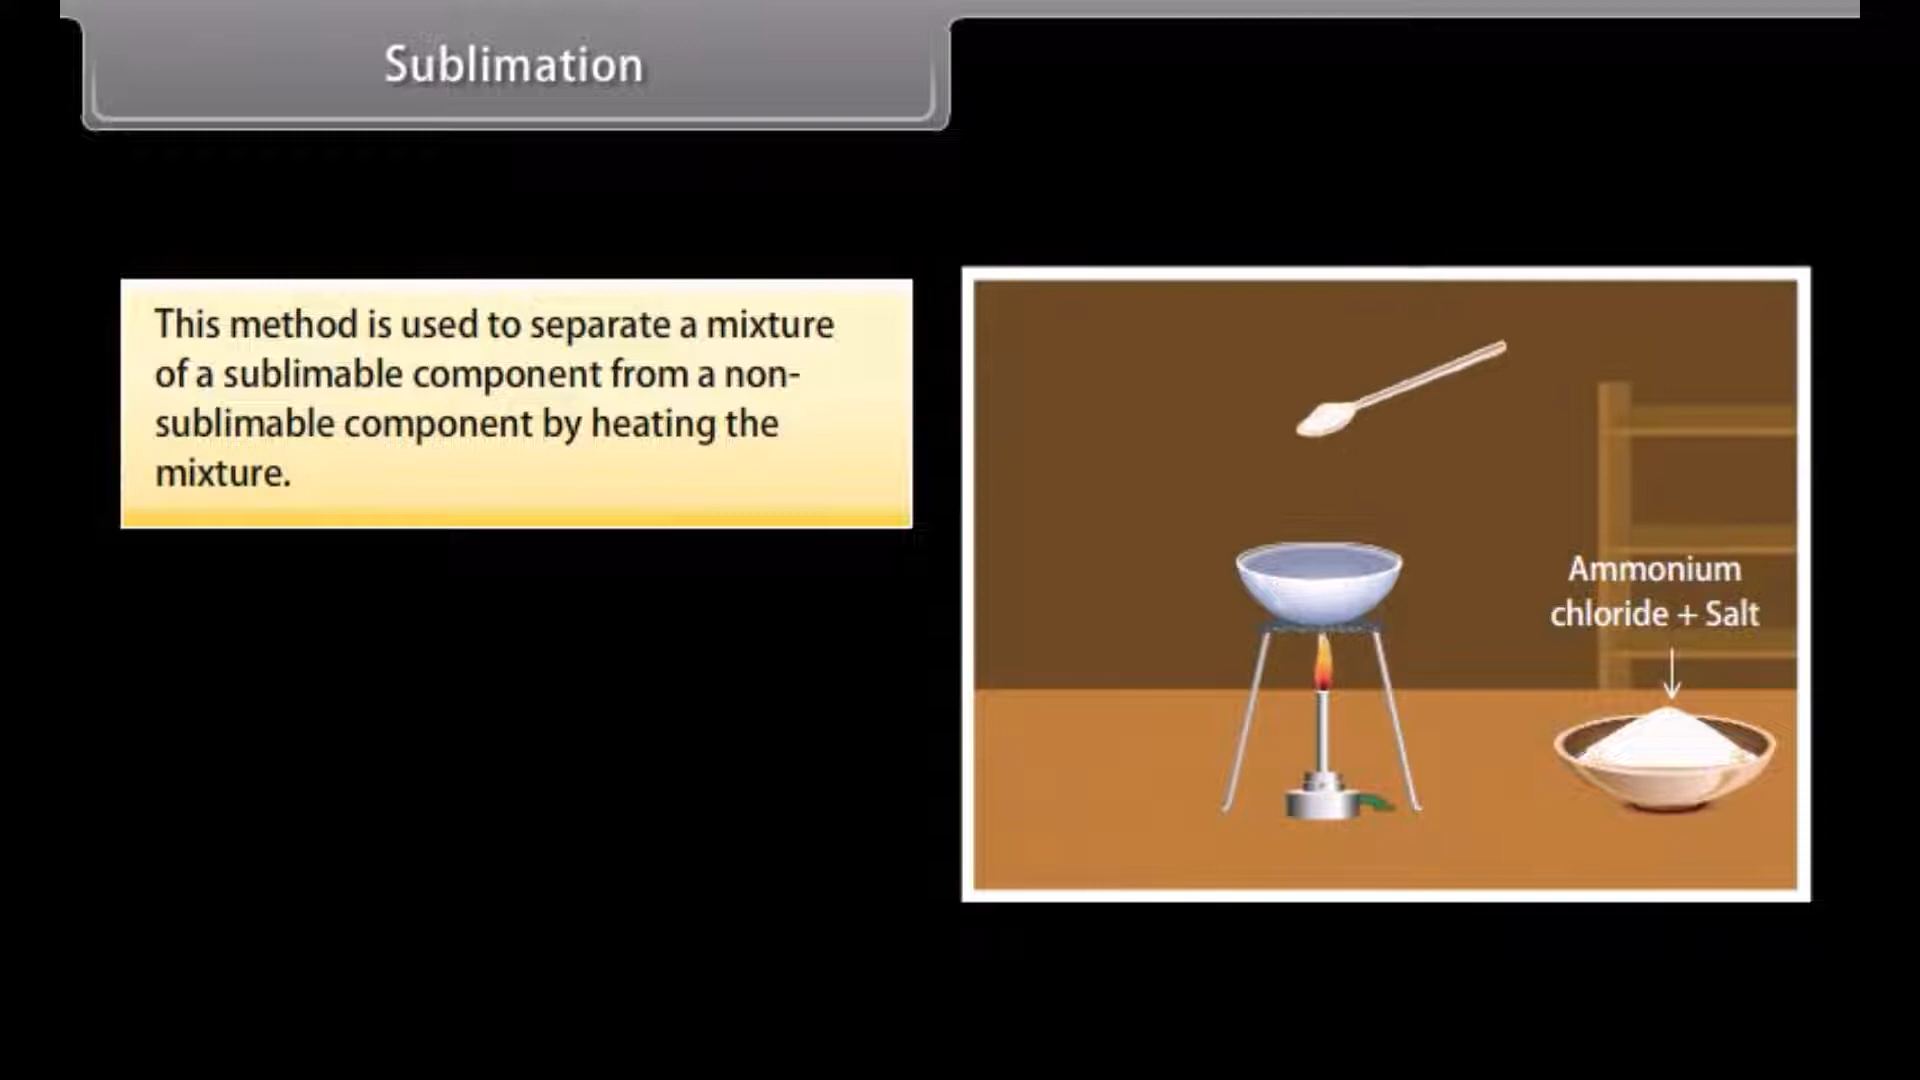 Sublimation
This method is used to separate a mixture
of a sublimable component from a non-
sublimable component by heating the
mixture.
Ammonium
chloride + Salt